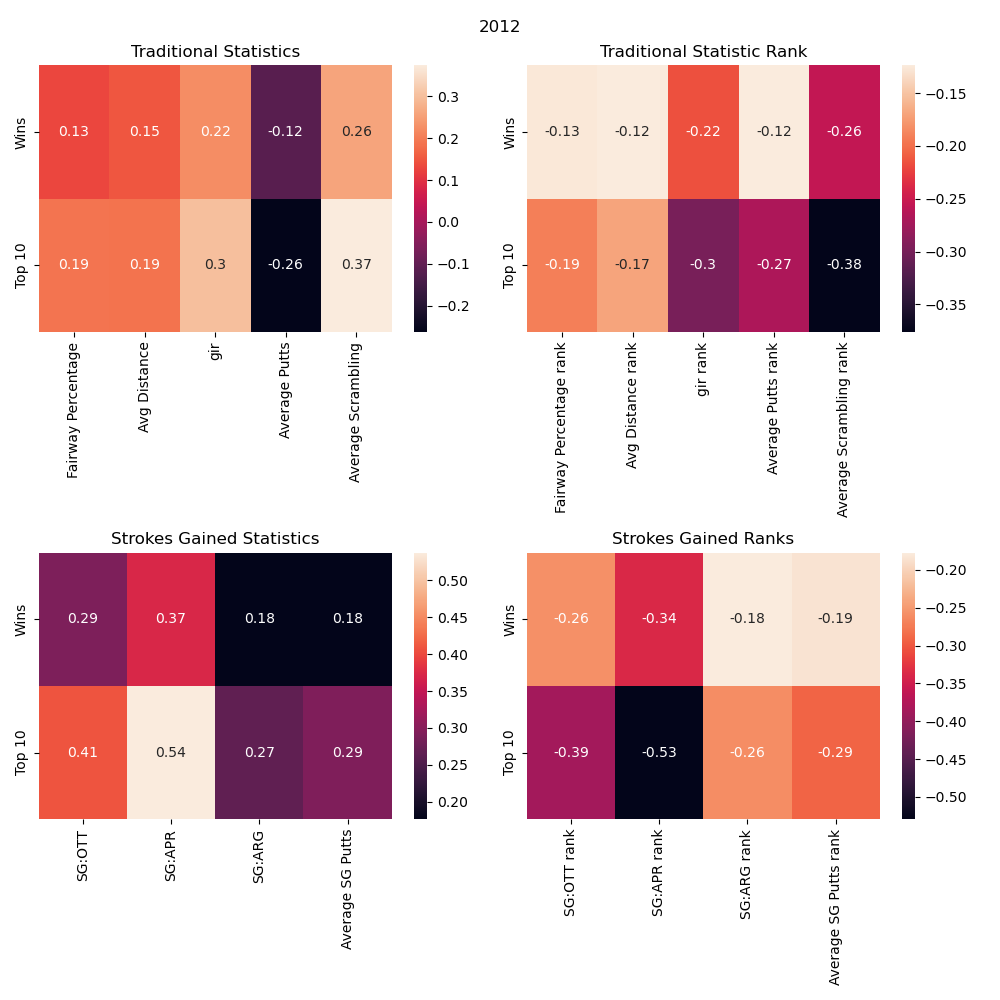 2012
Traditional Statistics
Wins
0.13 0.15 0.22 -0.12 0.26
Top 10
0.19 0.19 0.3 -0.26 0.37
0.3
0.2
0.1
0.0
−0.1
−0.2
Fairway Percentage
Avg Distance
gir
Average Putts
Average Scrambling
Traditional Statistic Rank
Wins
-0.13 -0.12 -0.22 -0.12 -0.26
Top 10
-0.19 -0.17 -0.3 -0.27 -0.38
−0.15
−0.20
−0.25
−0.30
−0.35
Fairway Percentage rank
Avg Distance rank
gir rank
Average Putts rank
Average Scrambling rank
Strokes Gained Statistics
Wins
0.29 0.37 0.18 0.18
Top 10
0.41 0.54 0.27 0.29
0.50
0.45
0.40
0.35
0.30
0.25
0.20
SG:OTT
SG:APR
SG:ARG
Average SG Putts
Strokes Gained Ranks
Wins
-0.26 -0.34 -0.18 -0.19
Top 10
-0.39 -0.53 -0.26 -0.29
−0.20
−0.25
−0.30
−0.35
−0.40
−0.45
−0.50
SG:OTT rank
SG:APR rank
SG:ARG rank
Average SG Putts rank